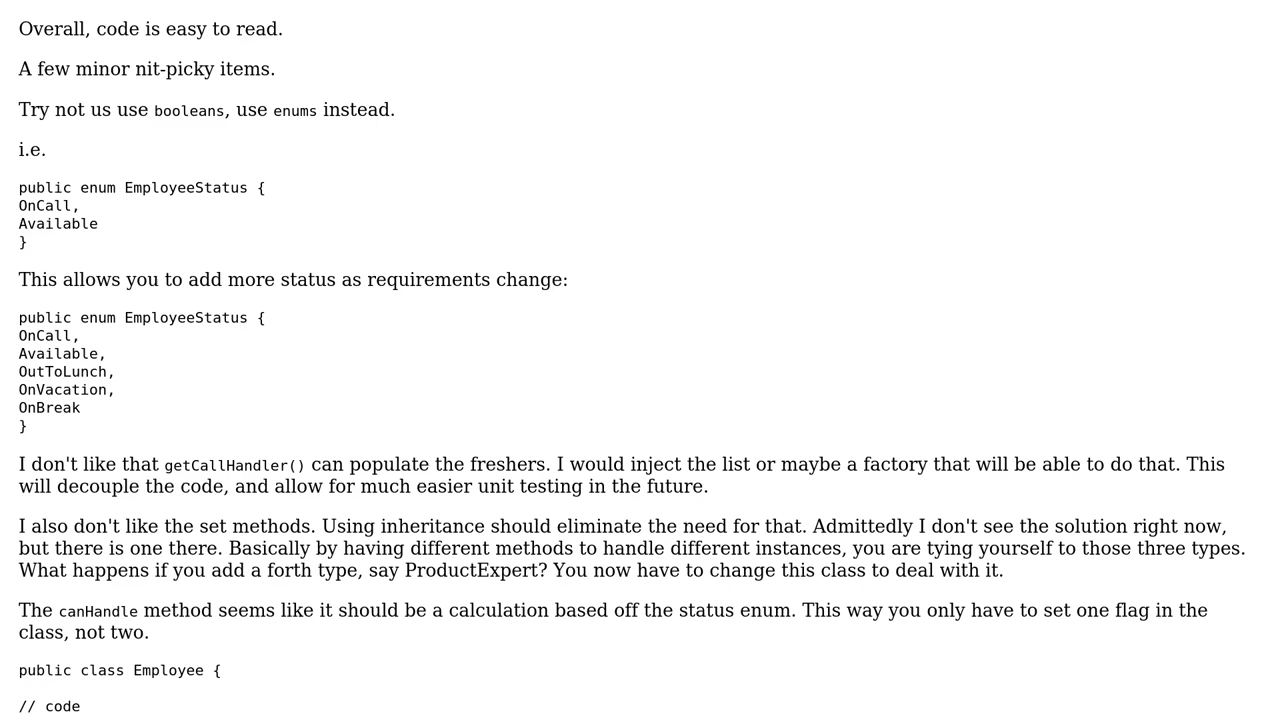 Overall, code is easy to read.
A few minor nit-picky items.
Try not us use booleans, use enums instead.
i.e.
public enum EmployeeStatus {
OnCall,
Available
}
This allows you to add more status as requirements change:
public enum EmployeeStatus {
OnCall,
Available,
OutToLunch,
OnVacation,
OnBreak
}
I don't like that getCallHandler() can populate the freshers. I would inject the list or maybe a factory that will be able to do that. This
will decouple the code, and allow for much easier unit testing in the future.
I also don't like the set methods. Using inheritance should eliminate the need for that. Admittedly I don't see the solution right now,
but there is one there. Basically by having different methods to handle different instances, you are tying yourself to those three types.
What happens if you add a forth type, say ProductExpert? You now have to change this class to deal with it.
The canHandle method seems like it should be a calculation based off the status enum. This way you only have to set one flag in the
class, not two.
public class Employee {
// code